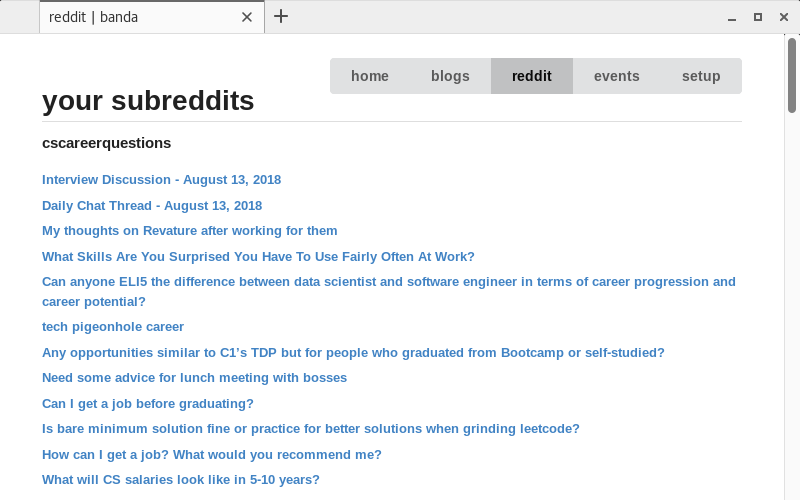 reddit | banda
home blogs reddit events setup
your subreddits
cscareerquestions
Interview Discussion - August 13, 2018
Daily Chat Thread - August 13, 2018
My thoughts on Revature after working for them
What Skills Are You Surprised You Have To Use Fairly Often At Work?
Can anyone ELI5 the difference between data scientist and software engineer in terms of career progression and
career potential?
tech pigeonhole career
Any opportunities similar to C1's TDP but for people who graduated from Bootcamp or self-studied?
Need some advice for lunch meeting with bosses
Can I get a job before graduating?
Is bare minimum solution fine or practice for better solutions when grinding leetcode?
How can I get a job? What would you recommend me?
What will CS salaries look like in 5-10 years?